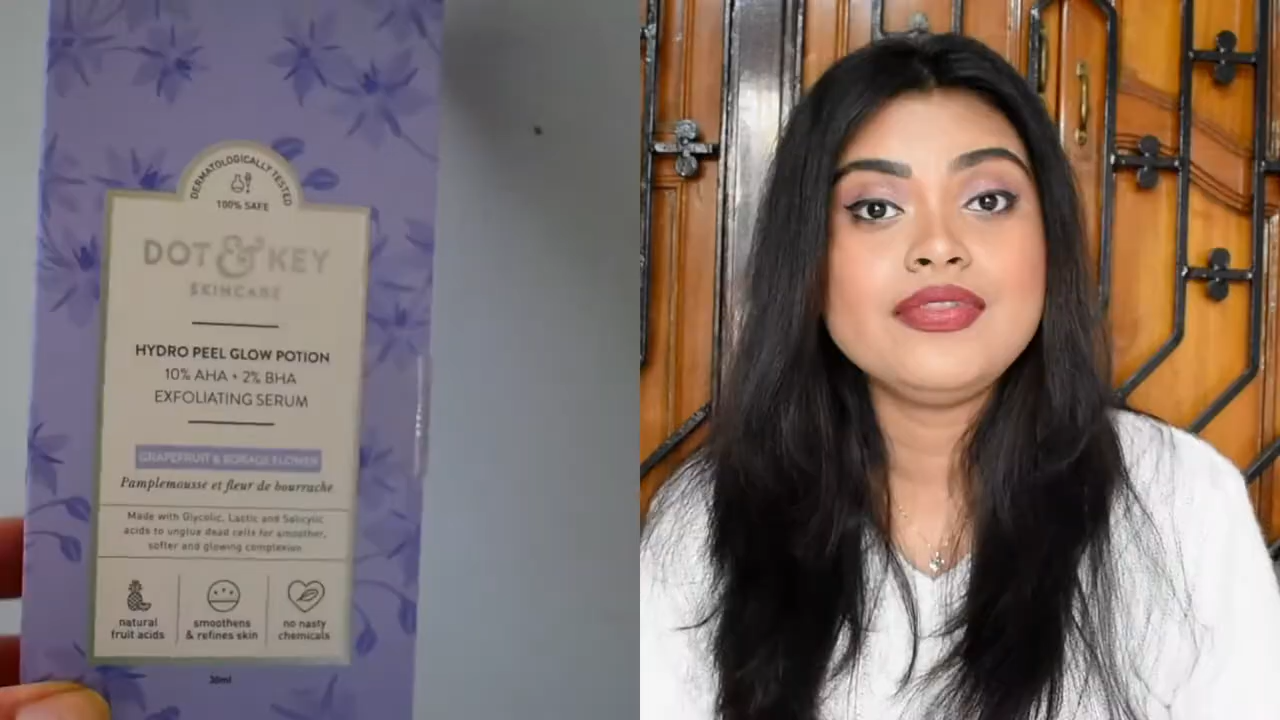 DERMATOLOGICALLY TESTED
100% SAFE
DOT & KEY
SKINCARE
HYDRO PEEL GLOW POTION
10% AHA + 2% BHA
EXFOLIATING SERUM
GRAPEFRUIT & BORAGE FLOWER
Pamplemousse et fleur de bourrache
Made with Glycolic, Lactic and Salicylic
acids to unglue dead cells for smoother,
softer and glowing complexion
natural
fruit acids
smoothens
& refines skin
no nasty
chemicals
30ml